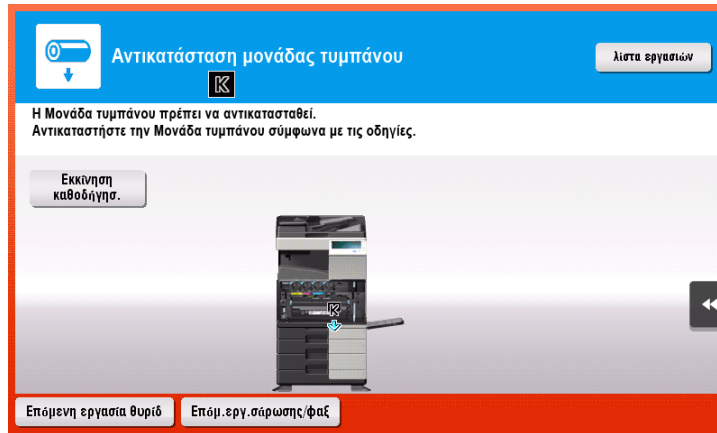 Αντικατάσταση μονάδας τυμπάνου
λίστα εργασιών
K
Η Μονάδα τυμπάνου πρέπει να αντικατασταθεί.
Αντικαταστήστε την Μονάδα τυμπάνου σύμφωνα με τις οδηγίες.
Εκκίνηση
καθοδήγησ.
K
Επόμενη εργασία θυρίδ
Επόμ.εργ.σάρωσης/φαξ